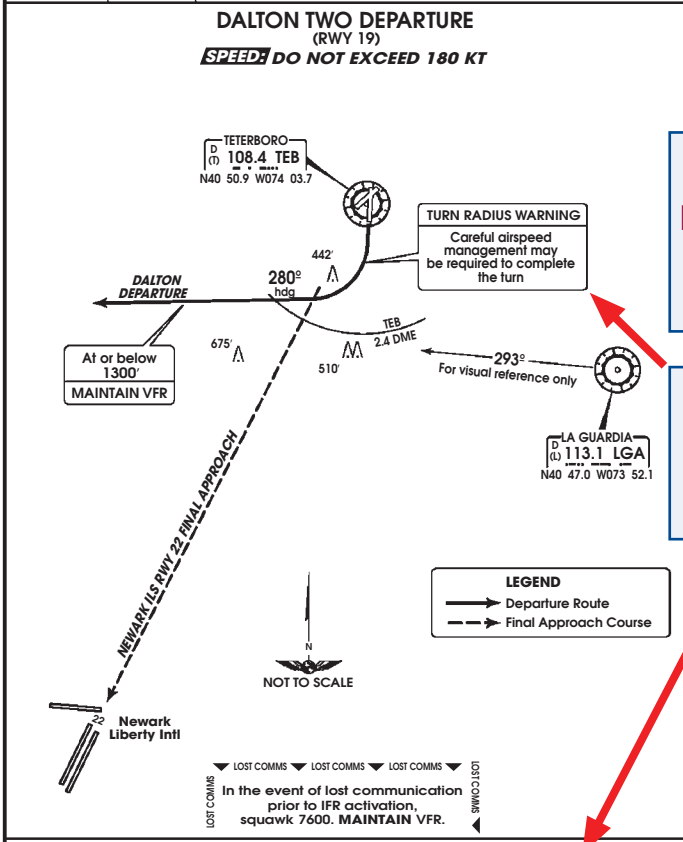 DALTON TWO DEPARTURE
(RWY 19)
SPEED: DO NOT EXCEED 180 KT
TETERBORO
D
(T) 108.4 TEB
N40 50.9 W074 03.7
TURN RADIUS WARNING
Careful airspeed
management may
be required to complete
the turn
442'
280º
hdg
DALTON
DEPARTURE
At or below
1300'
MAINTAIN VFR
675'
510'
TEB
2.4 DME
293º
For visual reference only
LA GUARDIA
D
(L) 113.1 LGA
N40 47.0 W073 52.1
NEWARK ILS RWY 22 FINAL APPROACH
LEGEND
Departure Route
Final Approach Course
N
NOT TO SCALE
22
Newark
Liberty Intl
LOST COMMS LOST COMMS LOST COMMS
LOST COMMS
LOST COMMS
In the event of lost communication
prior to IFR activation,
squawk 7600. MAINTAIN VFR.